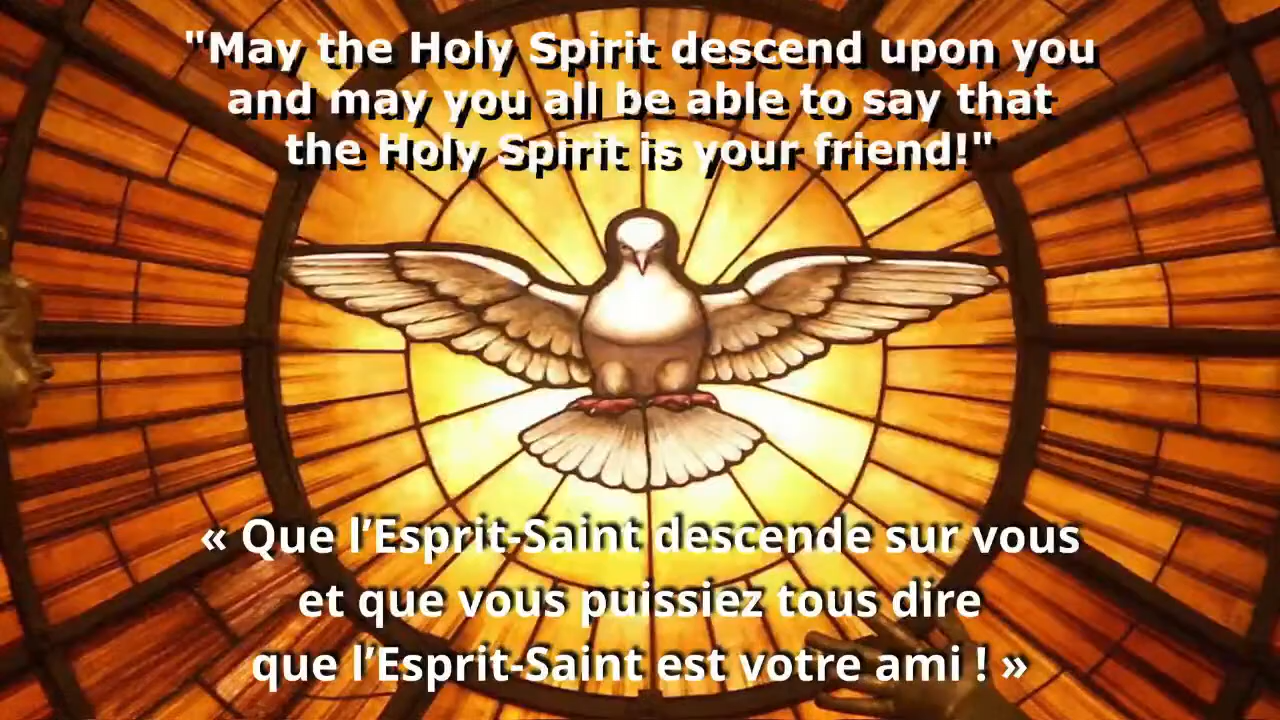 "May the Holy Spirit descend upon you
and may you all be able to say that
the Holy Spirit is your friend!"
« Que l’Esprit-Saint descende sur vous
et que vous puissiez tous dire
que l’Esprit-Saint est votre ami ! »